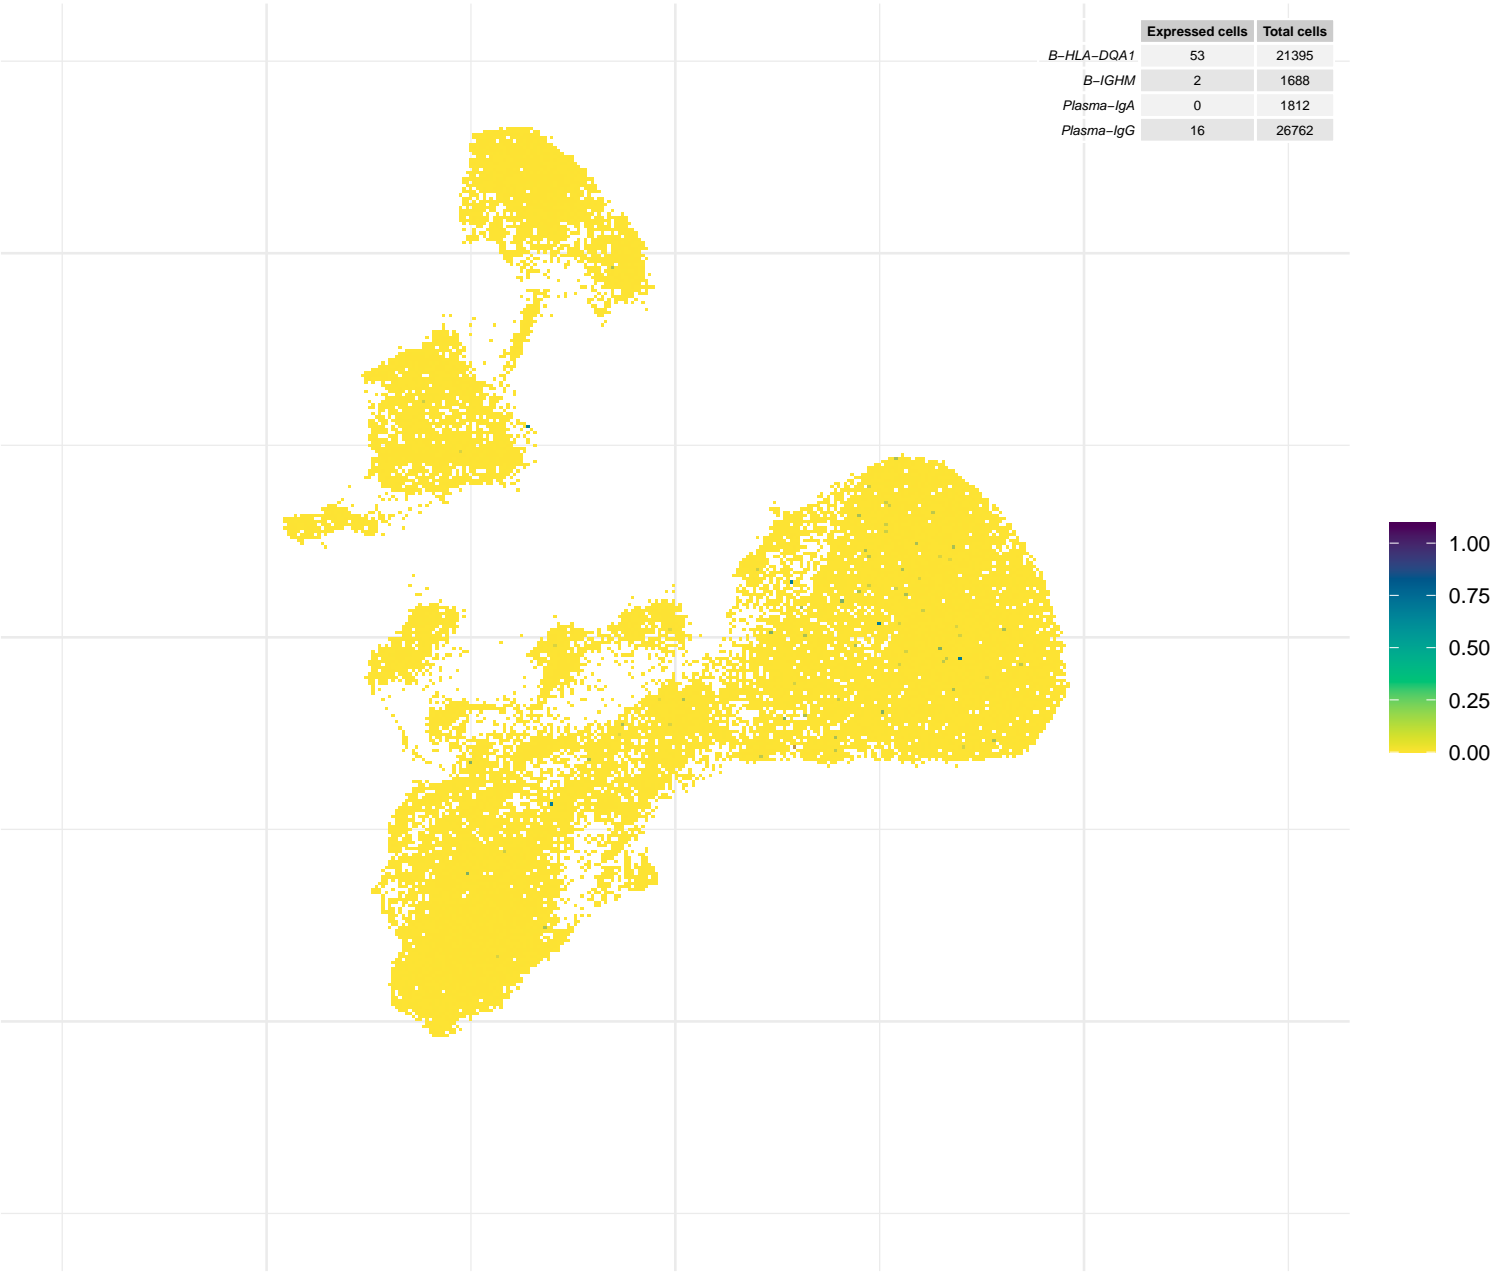 Expressed cells Total cells
B−HLA−DQA1 53 21395
B−IGHM 2 1688
Plasma−IgA 0 1812
Plasma−IgG 16 26762
1.00
0.75
0.50
0.25
0.00